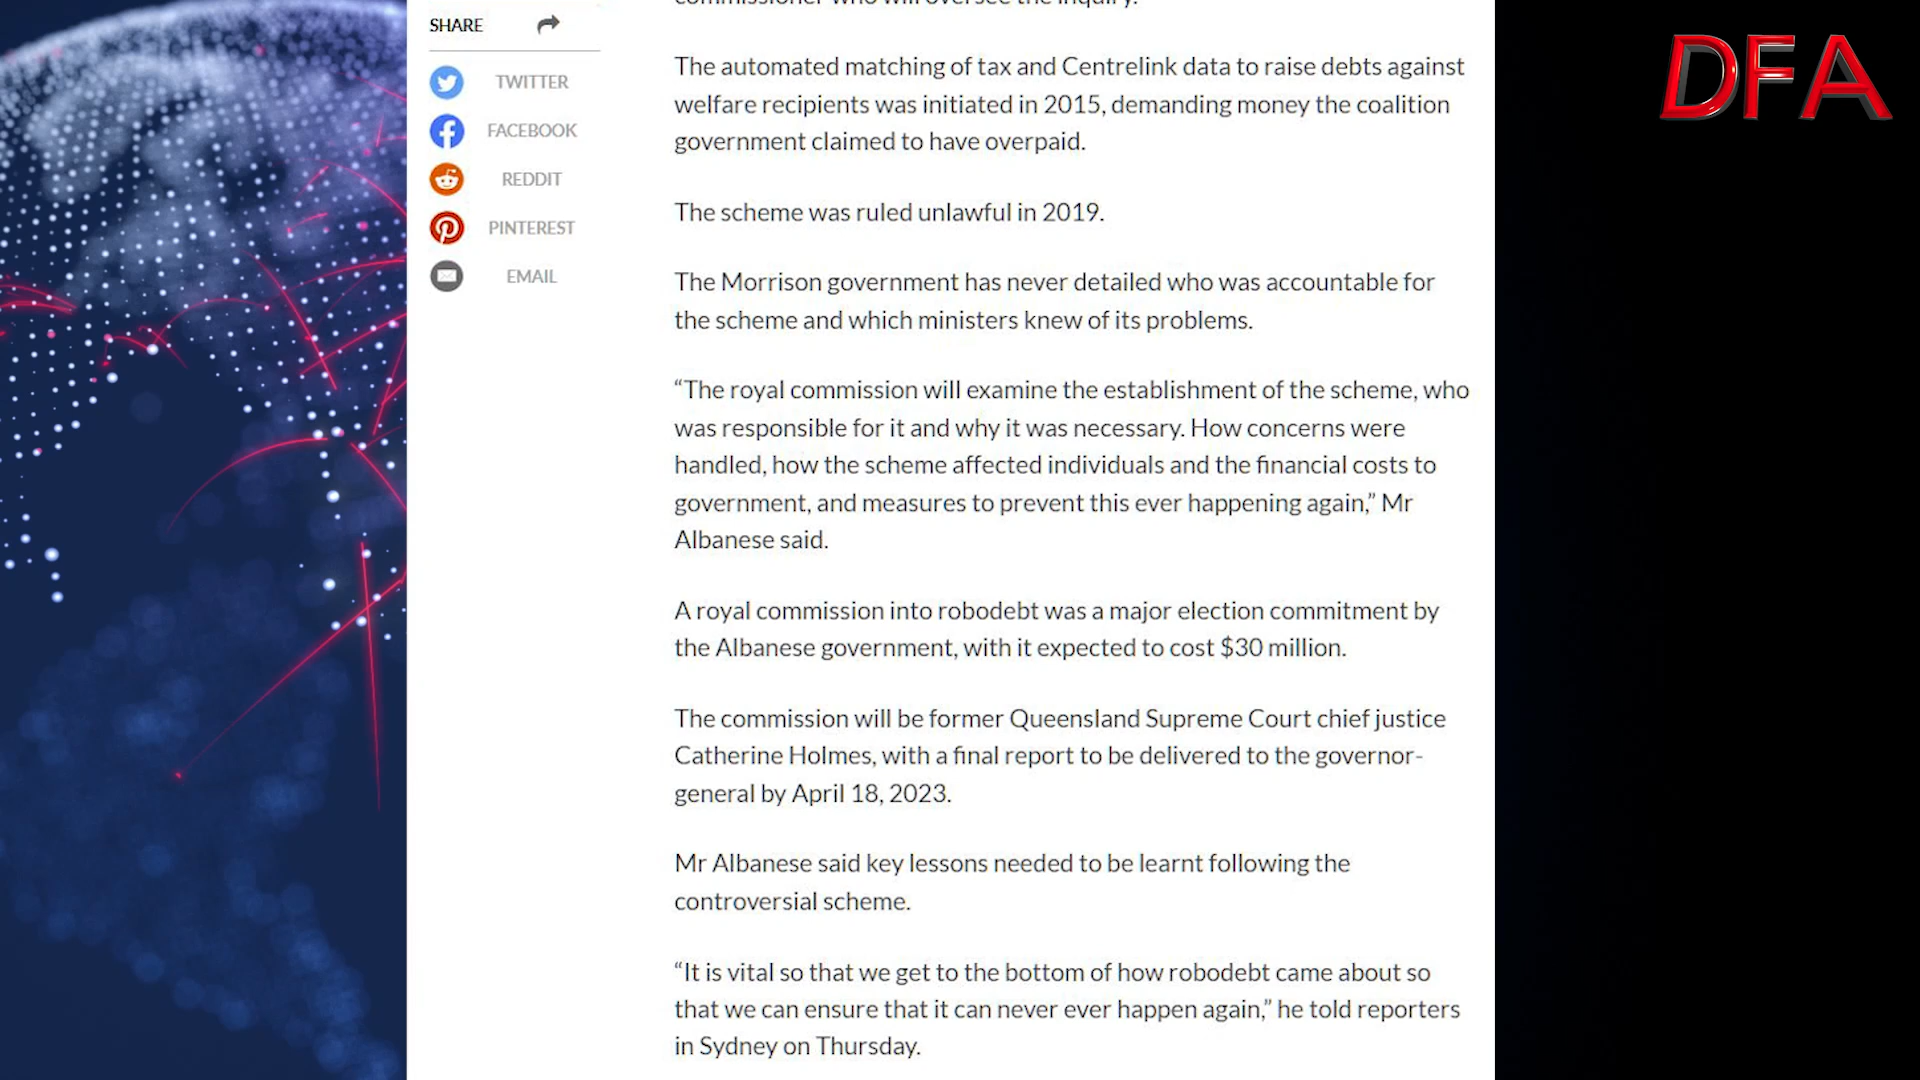 SHARE
TWITTER
FACEBOOK
REDDIT
PINTEREST
EMAIL
commissioner who will oversee the inquiry.
The automated matching of tax and Centrelink data to raise debts against
welfare recipients was initiated in 2015, demanding money the coalition
government claimed to have overpaid.
The scheme was ruled unlawful in 2019.
The Morrison government has never detailed who was accountable for
the scheme and which ministers knew of its problems.
“The royal commission will examine the establishment of the scheme, who
was responsible for it and why it was necessary. How concerns were
handled, how the scheme affected individuals and the financial costs to
government, and measures to prevent this ever happening again,” Mr
Albanese said.
A royal commission into robodebt was a major election commitment by
the Albanese government, with it expected to cost $30 million.
The commission will be former Queensland Supreme Court chief justice
Catherine Holmes, with a final report to be delivered to the governor-
general by April 18, 2023.
Mr Albanese said key lessons needed to be learnt following the
controversial scheme.
“It is vital so that we get to the bottom of how robodebt came about so
that we can ensure that it can never ever happen again,” he told reporters
in Sydney on Thursday.
DFA